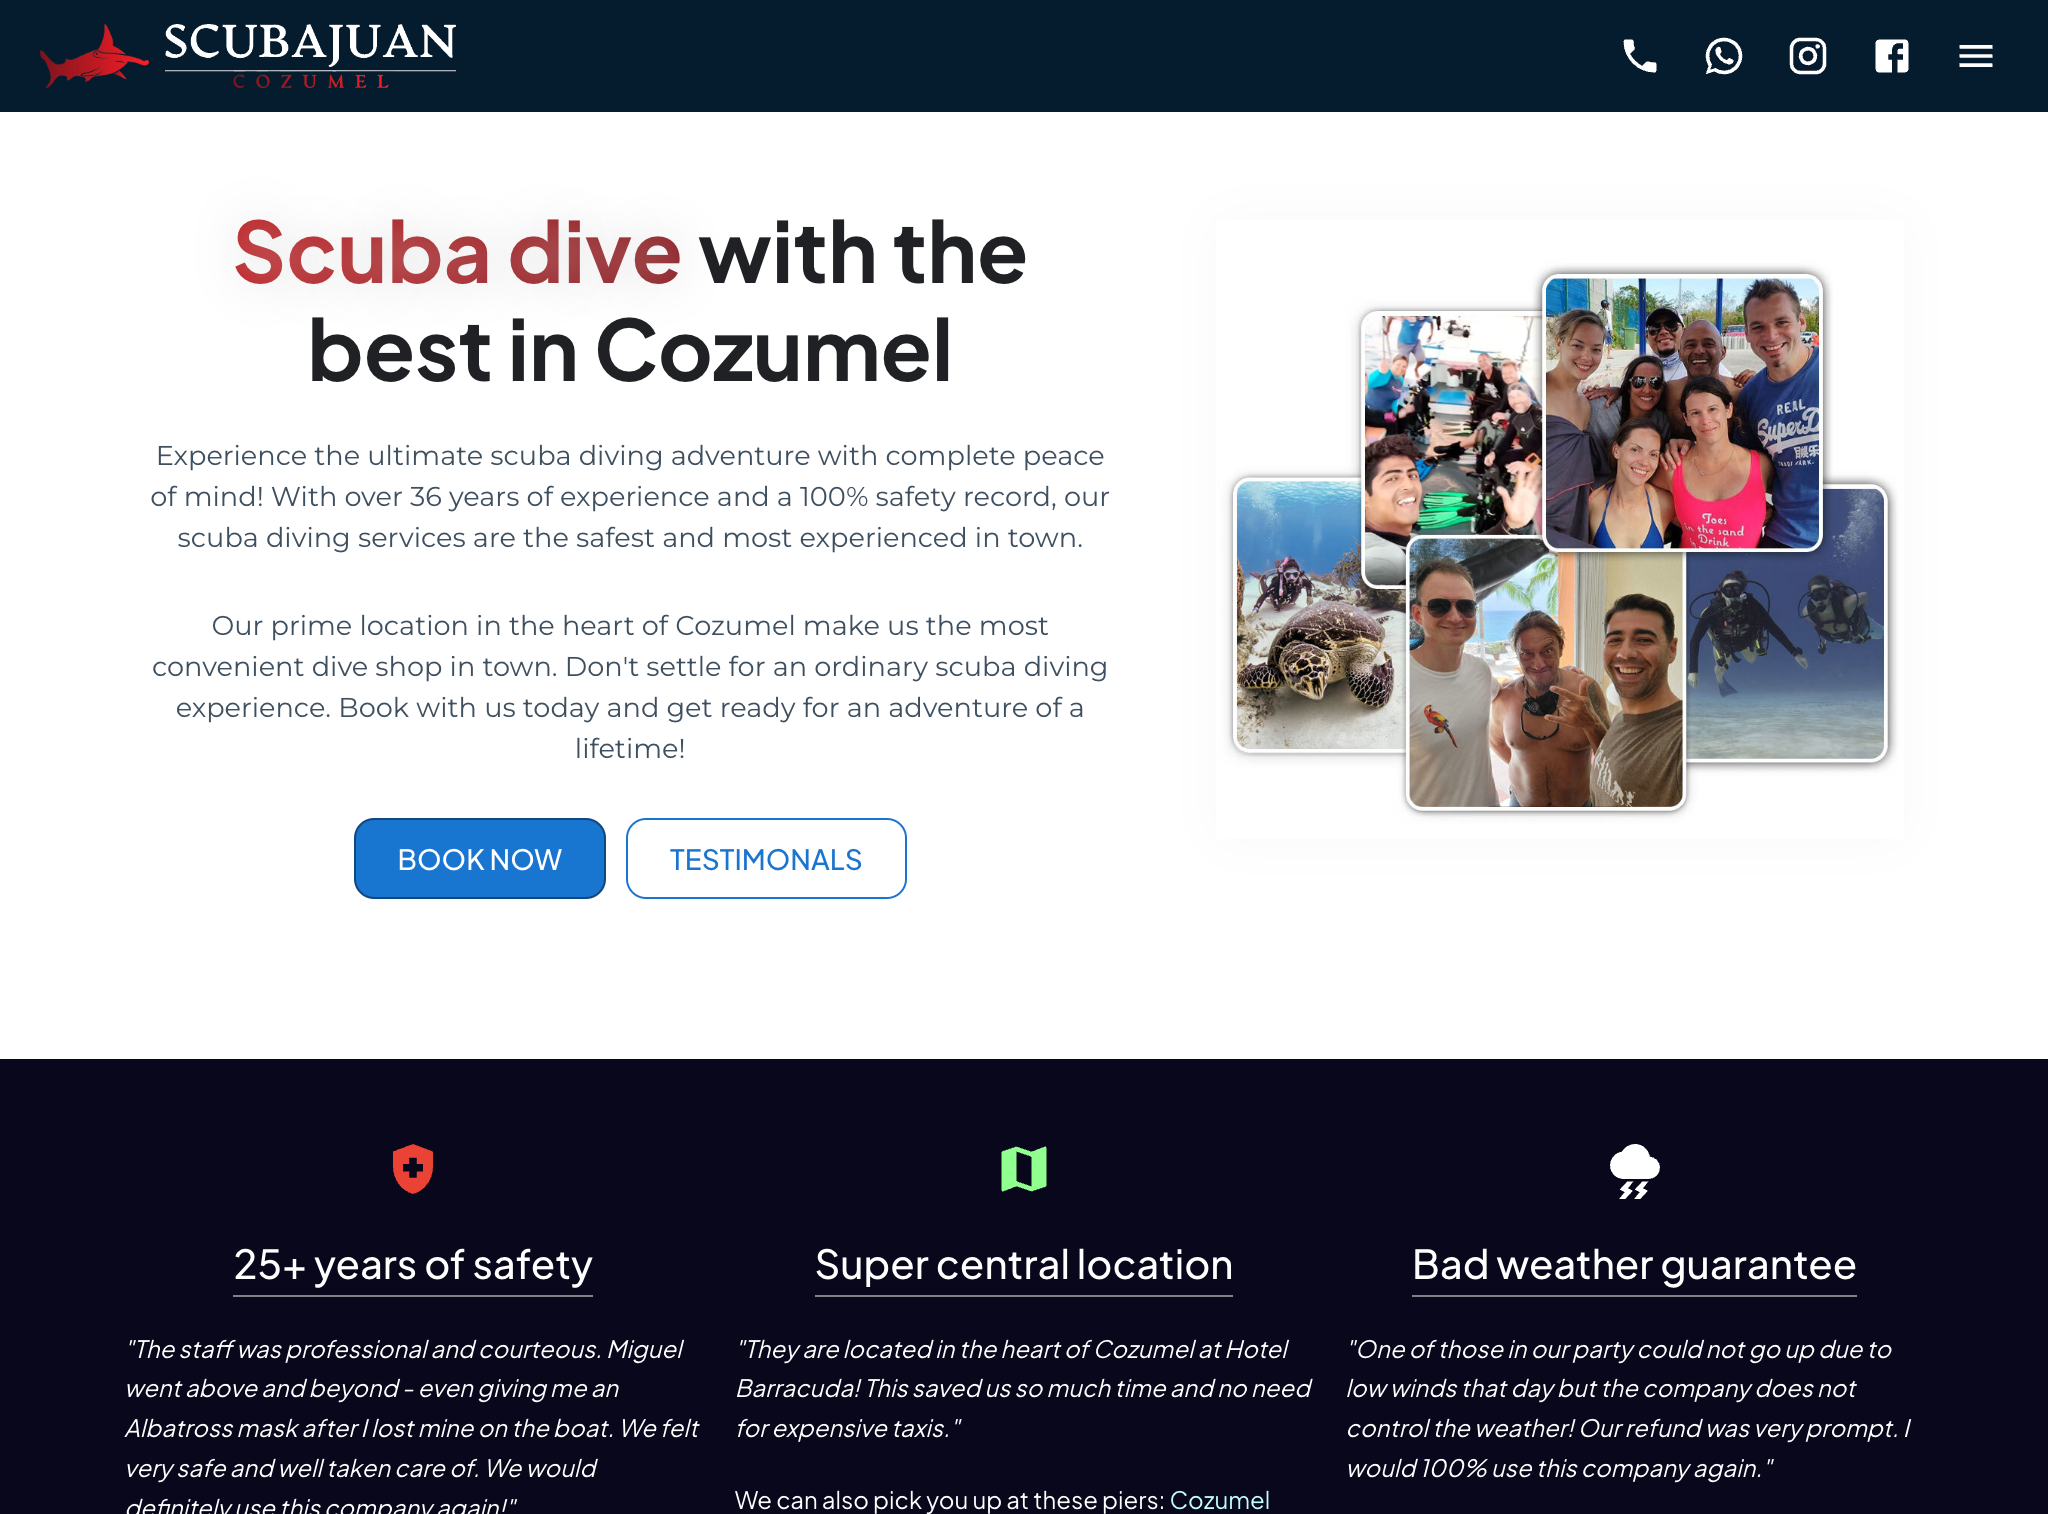 SCUBAJUAN
COZUMEL
Scuba dive with the
best in Cozumel
Experience the ultimate scuba diving adventure with complete peace
of mind! With over 36 years of experience and a 100% safety record, our
scuba diving services are the safest and most experienced in town.
Our prime location in the heart of Cozumel make us the most
convenient dive shop in town. Don't settle for an ordinary scuba diving
experience. Book with us today and get ready for an adventure of a
lifetime!
BOOK NOW
TESTIMONALS
REAL
SuperD
Toes
in the sand
Drink
25+ years of safety
"The staff was professional and courteous. Miguel
went above and beyond - even giving me an
Albatross mask after I lost mine on the boat. We felt
very safe and well taken care of. We would
definitely use this company again!"
Super central location
"They are located in the heart of Cozumel at Hotel
Barracuda! This saved us so much time and no need
for expensive taxis."
We can also pick you up at these piers: Cozumel
Bad weather guarantee
"One of those in our party could not go up due to
low winds that day but the company does not
control the weather! Our refund was very prompt. I
would 100% use this company again."